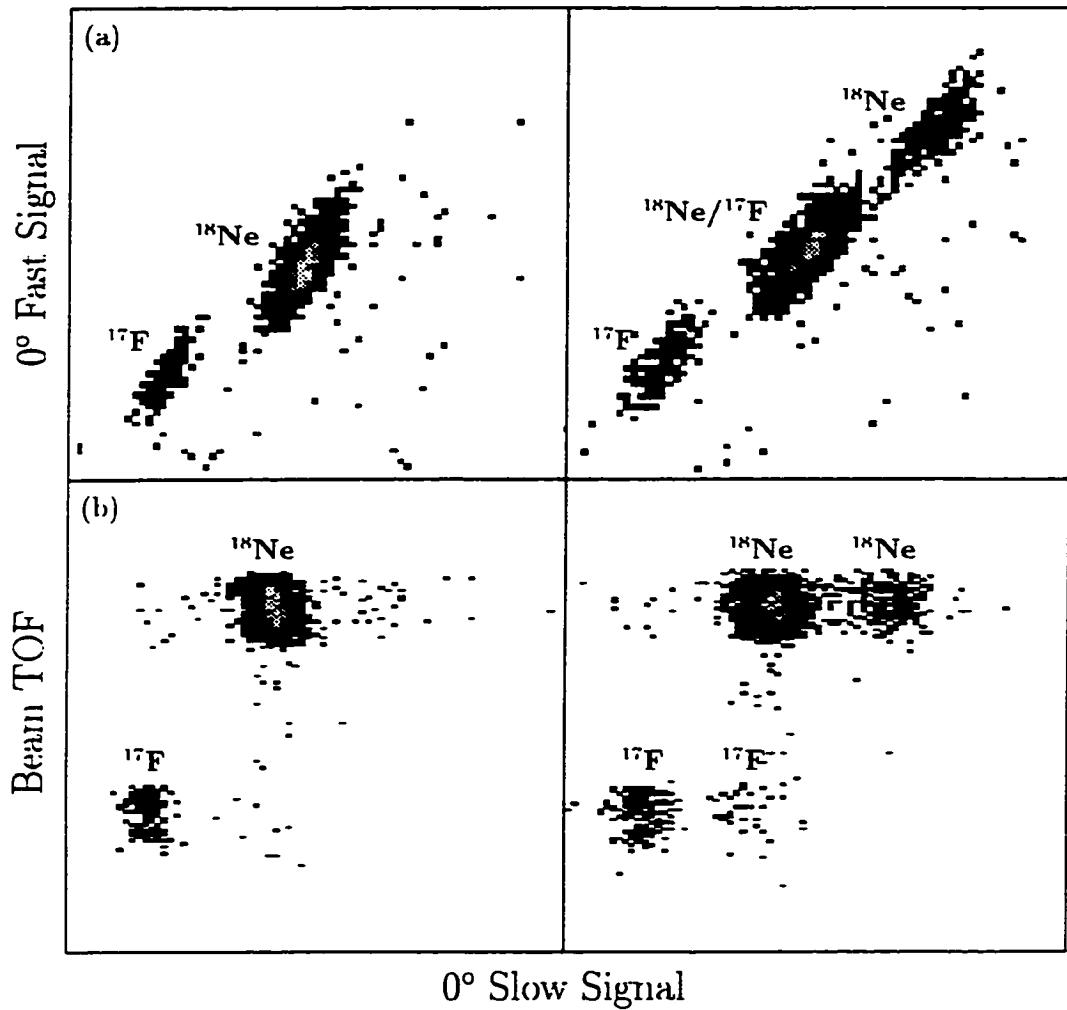 (a)
¹⁸Ne
¹⁷F
¹⁸Ne
¹⁸Ne/¹⁷F
¹⁷F
0° Fast Signal
(b)
¹⁸Ne
¹⁷F
¹⁸Ne ¹⁸Ne
¹⁷F ¹⁷F
Beam TOF
0° Slow Signal